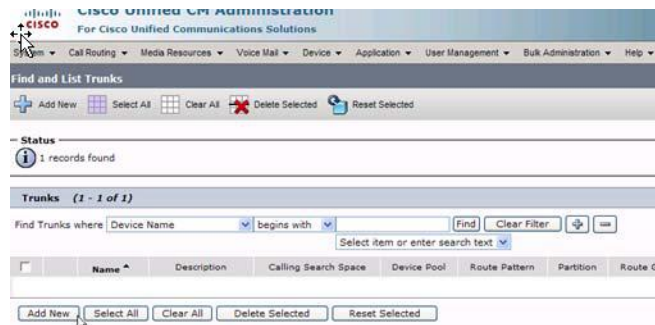 Cisco Unified CM Administration
CISCO For Cisco Unified Communications Solutions
System Call Routing Media Resources Voice Mail Device Application User Management Bulk Administration Help
Find and List Trunks
Add New Select All Clear All Delete Selected Reset Selected
Status
i 1 records found
Trunks (1 - 1 of 1)
Find Trunks where Device Name begins with Find Clear Filter
Select item or enter search text
Name Description Calling Search Space Device Pool Route Pattern Partition Route
Add New Select All Clear All Delete Selected Reset Selected